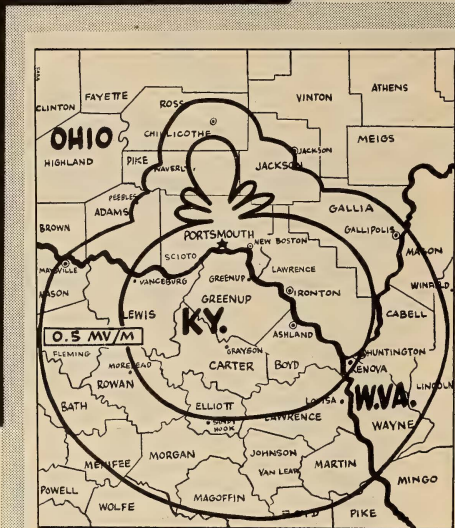 CLINTON
FAYETTE
ROSS
VINTON
ATHENS
OHIO
HIGHLAND
CHILLICOTHE
MEIGS
PIKE
WAVERLY
JACKSON
JACKSON
PEEBLES
ADAMS
GALLIA
GALLIPOLIS
BROWN
PORTSMOUTH
NEW BOSTON
SCIOTO
MASON
MAYSVILLE
VANCEBURG
GREENUP
LAWRENCE
IRONTON
MASON
LEWIS
GREENUP
CABELL
KY.
ASHLAND
0.5 MV/M
FLEMING
GRAYSON
HUNTINGTON
KENOVA
MOREHEAD
CARTER
BOYD
ROWAN
LINCOLN
LOUISA
W.VA.
BATH
ELLIOTT
SANDY
HOOK
LAWRENCE
WAYNE
MENIFEE
MORGAN
JOHNSON
VAN LEAR
MARTIN
MINGO
POWELL
WOLFE
MAGOFFIN
PIKE